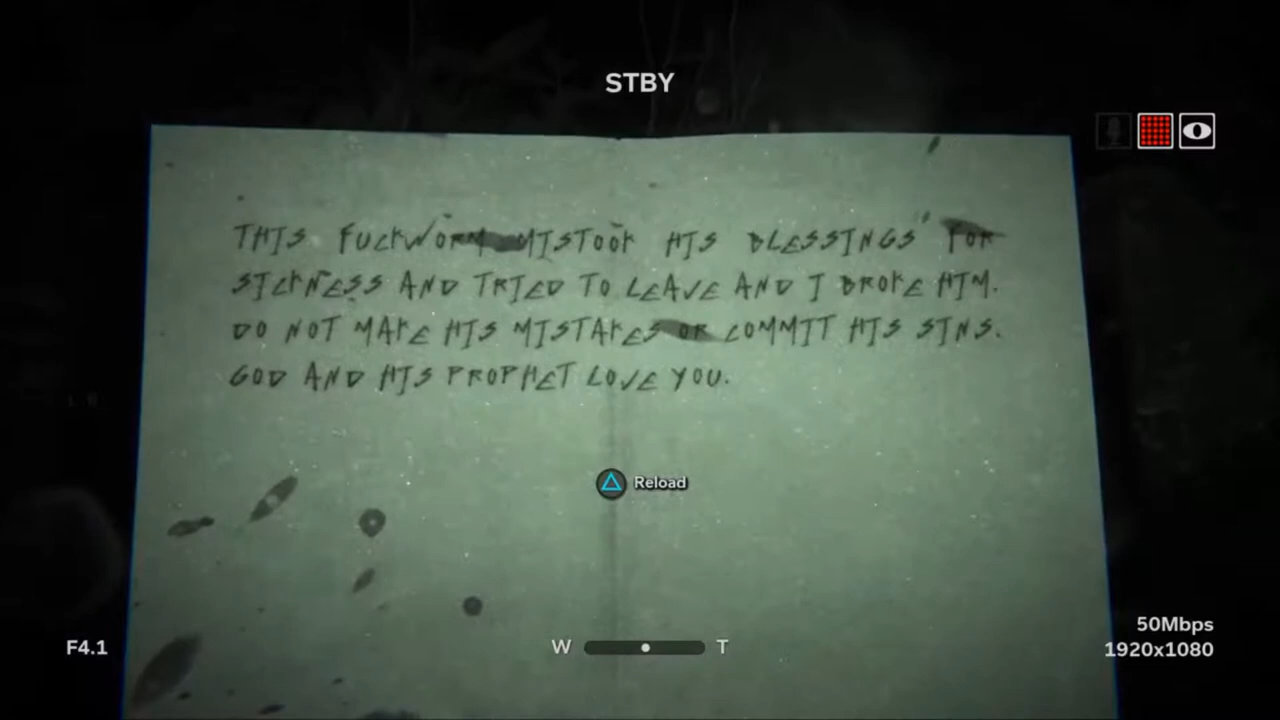 STBY
THIS FUCKWORM MISTOOK HIS BLESSINGS FOR
SICKNESS AND TRIED TO LEAVE AND I BROKE HIM.
DO NOT MAKE HIS MISTAKES OR COMMIT HIS SINS.
GOD AND HIS PROPHET LOVE YOU.
Reload
F4.1
W T
50Mbps
1920x1080